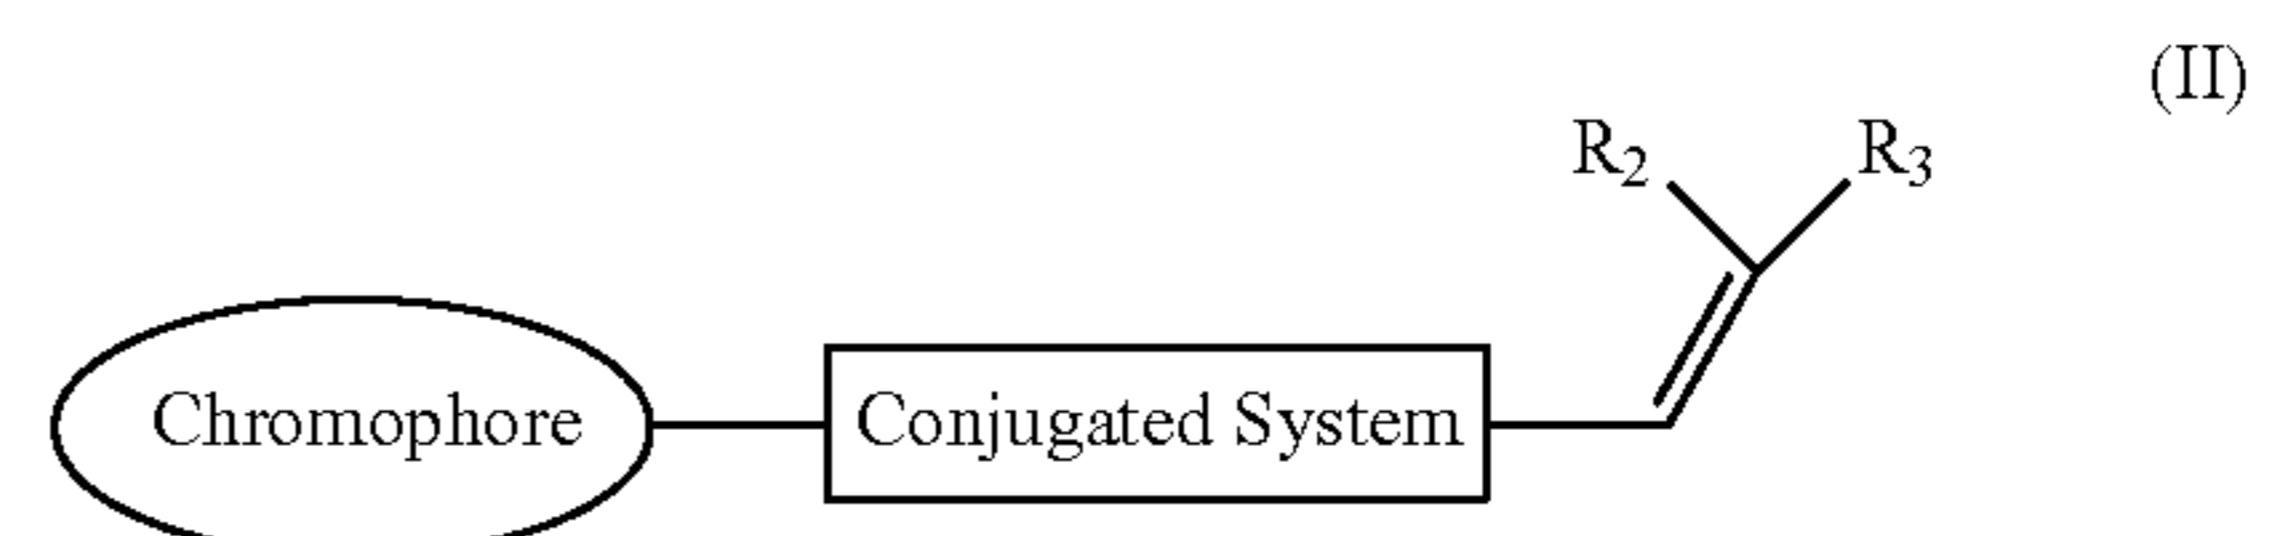 (II)
R₂ R₃
Chromophore Conjugated System